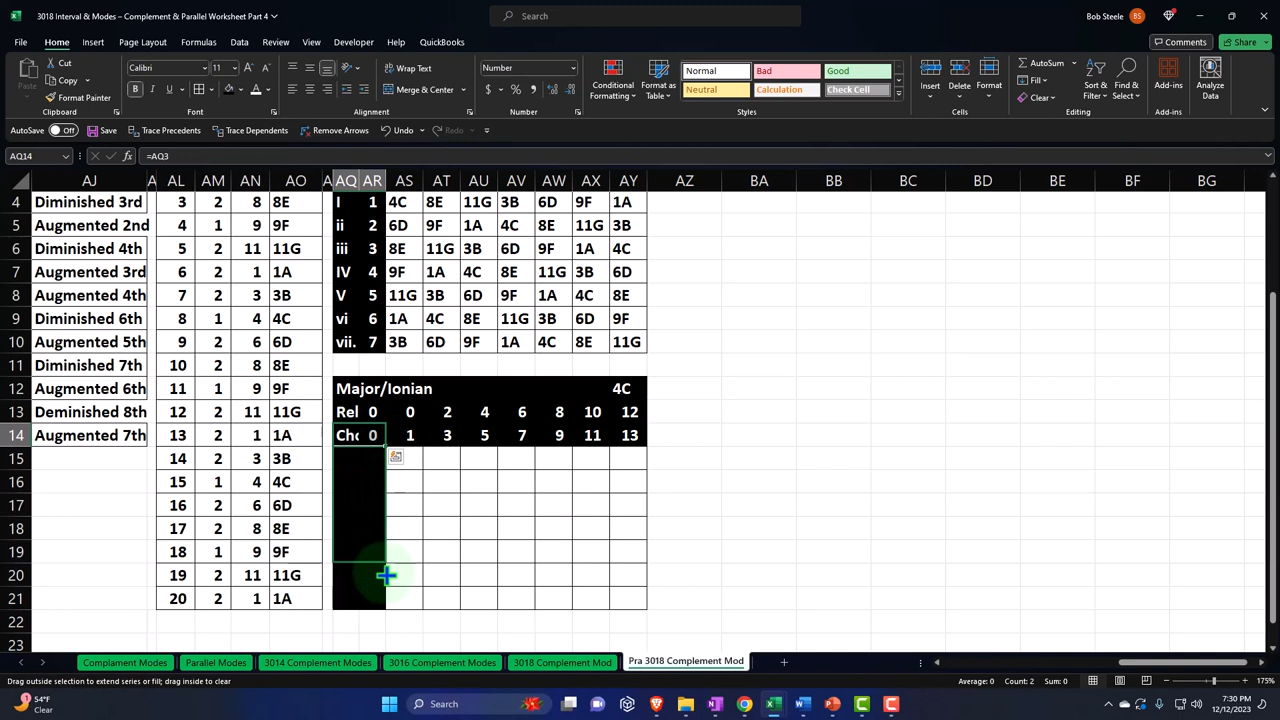 3018 Interval & Modes – Complement & Parallel Worksheet Part 4
Search
Bob Steele BS
File Home Insert Page Layout Formulas Data Review View Developer Help QuickBooks
Comments Share
Paste Cut Copy Format Painter
Calibri 11
Wrap Text
Merge & Center
Number
Conditional Formatting Format as Table
Normal Bad Good
Neutral Calculation Check Cell
Insert Delete Format
AutoSum Fill Clear
Sort & Filter Find & Select
Add-ins Analyze Data
Clipboard Font Alignment Number Styles Cells Editing Add-ins
AutoSave Off Save Trace Precedents Trace Dependents Remove Arrows Undo Redo
AQ14 fx =AQ3
AJ A AL AM AN AO A AQ AR AS AT AU AV AW AX AY AZ BA BB BC BD BE BF BG
4 Diminished 3rd 3 2 8 8E I 1 4C 8E 11G 3B 6D 9F 1A
5 Augmented 2nd 4 1 9 9F ii 2 6D 9F 1A 4C 8E 11G 3B
6 Diminished 4th 5 2 11 11G iii 3 8E 11G 3B 6D 9F 1A 4C
7 Augmented 3rd 6 2 1 1A IV 4 9F 1A 4C 8E 11G 3B 6D
8 Augmented 4th 7 2 3 3B V 5 11G 3B 6D 9F 1A 4C 8E
9 Diminished 6th 8 1 4 4C vi 6 1A 4C 8E 11G 3B 6D 9F
10 Augmented 5th 9 2 6 6D vii. 7 3B 6D 9F 1A 4C 8E 11G
11 Diminished 7th 10 2 8 8E
12 Augmented 6th 11 1 9 9F Major/Ionian 4C
13 Deminished 8th 12 2 11 11G Rel 0 0 2 4 6 8 10 12
14 Augmented 7th 13 2 1 1A Cho 0 1 3 5 7 9 11 13
15 14 2 3 3B
16 15 1 4 4C
17 16 2 6 6D
18 17 2 8 8E
19 18 1 9 9F
20 19 2 11 11G
21 20 2 1 1A
22
23
Complament Modes Parallel Modes 3014 Complement Modes 3016 Complement Modes 3018 Complement Mod Pra 3018 Complement Mod
Drag outside selection to extend series or fill; drag inside to clear Average: 0 Count: 2 Sum: 0 175%
54°F
Clear
Search
7:30 PM
12/12/2023